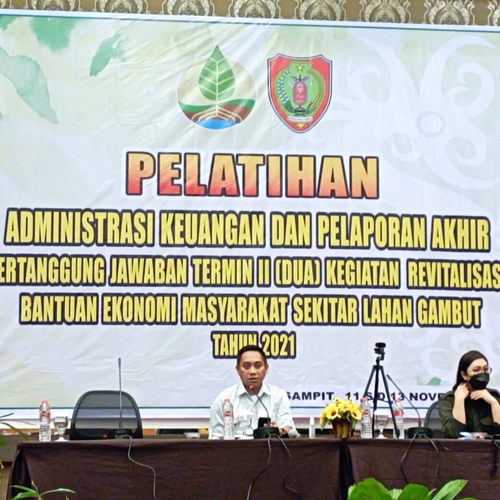 PELATIHAN
ADMINISTRASI KEUANGAN DAN PELAPORAN AKHIR
ERTANGGUNG JAWABAN TERMIN II (DUA) KEGIATAN REVITALISAS
BANTUAN EKONOMI MASYARAKAT SEKITAR LAHAN GAMBUT
TAHUN 2021
SAMPIT - 11 S.D 13 NOVE